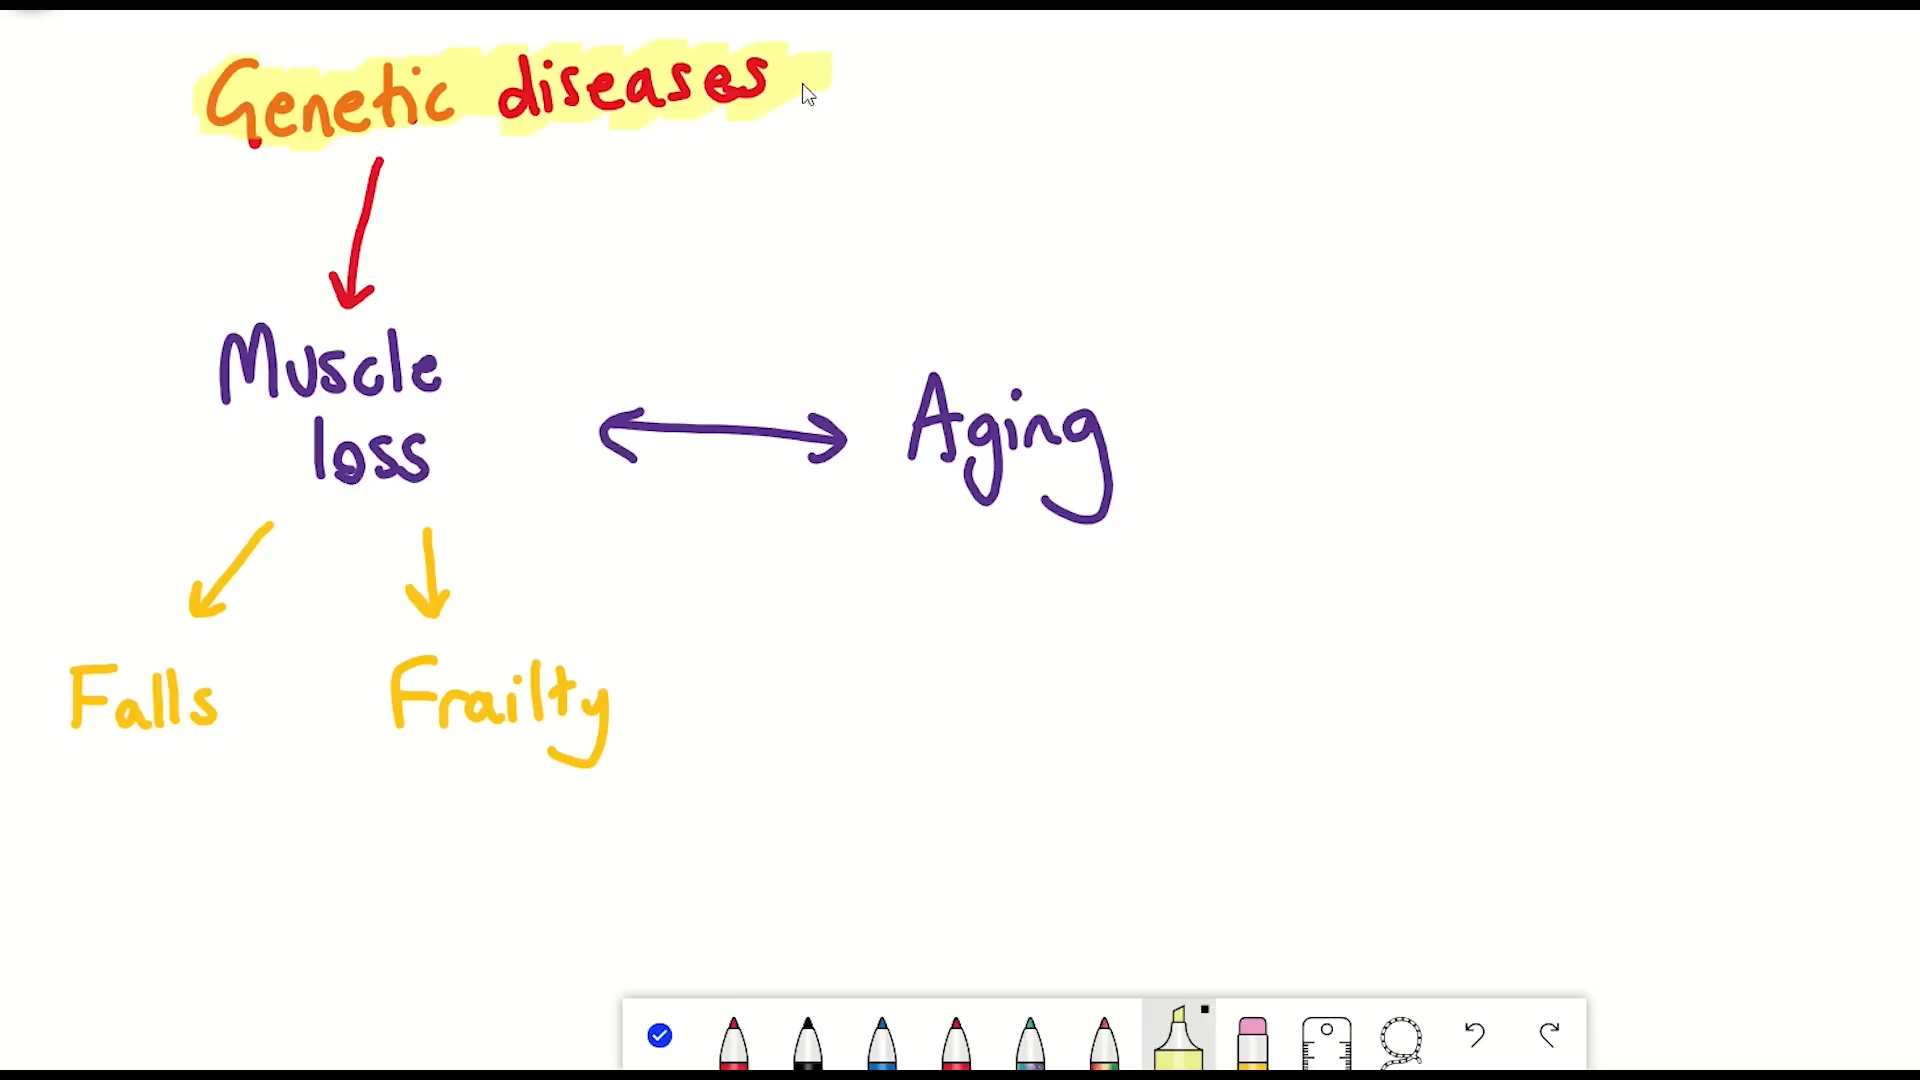 Genetic diseases
Muscle
loss
Aging
Falls
Frailty